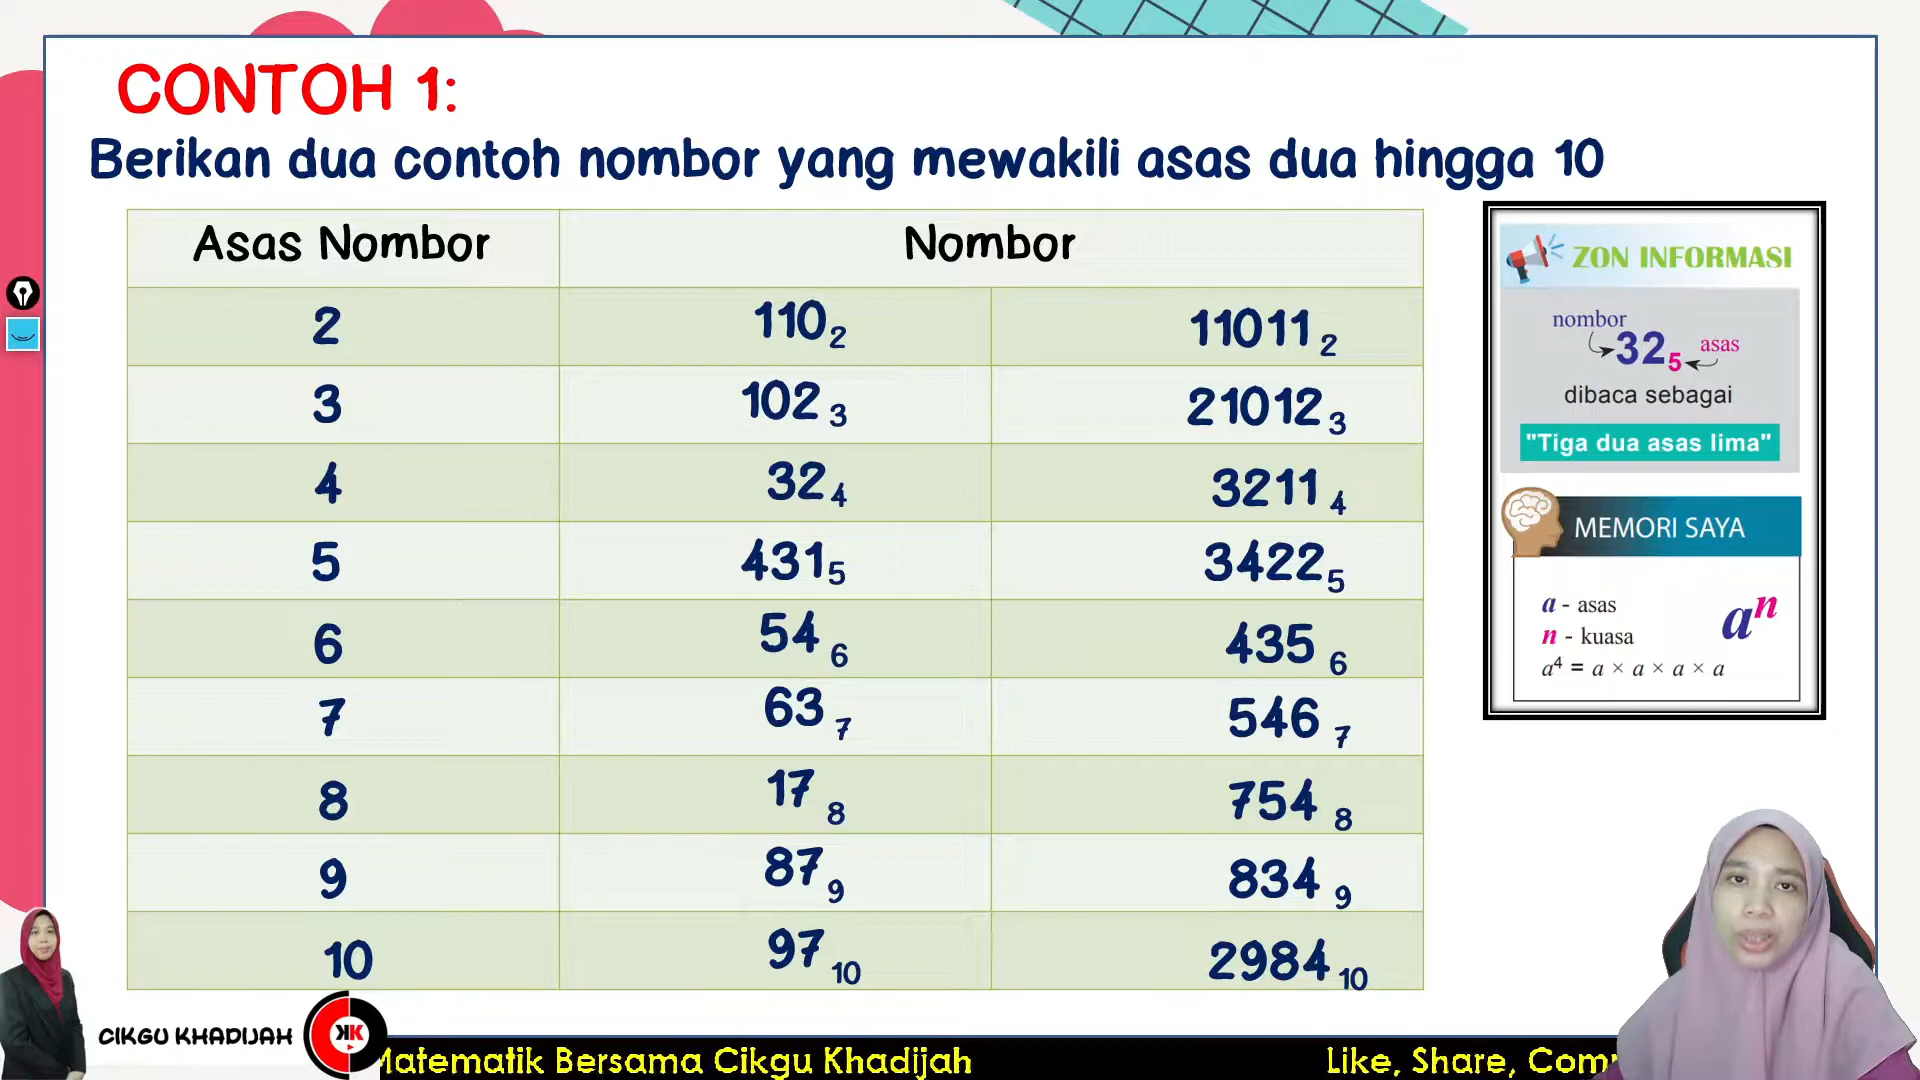 CONTOH 1:
Berikan dua contoh nombor yang mewakili asas dua hingga 10
Asas Nombor Nombor
2 110₂ 11011₂
3 102₃ 21012₃
4 32₄ 3211₄
5 431₅ 3422₅
6 54₆ 435₆
7 63₇ 546₇
8 17₈ 754₈
9 87₉ 834₉
10 97₁₀ 2984₁₀
ZON INFORMASI
nombor
32₅ asas
dibaca sebagai
"Tiga dua asas lima"
MEMORI SAYA
a - asas
n - kuasa
aⁿ
a⁴ = a × a × a × a
CIKGU KHADIJAH
KK
Matematik Bersama Cikgu Khadijah
Like, Share,